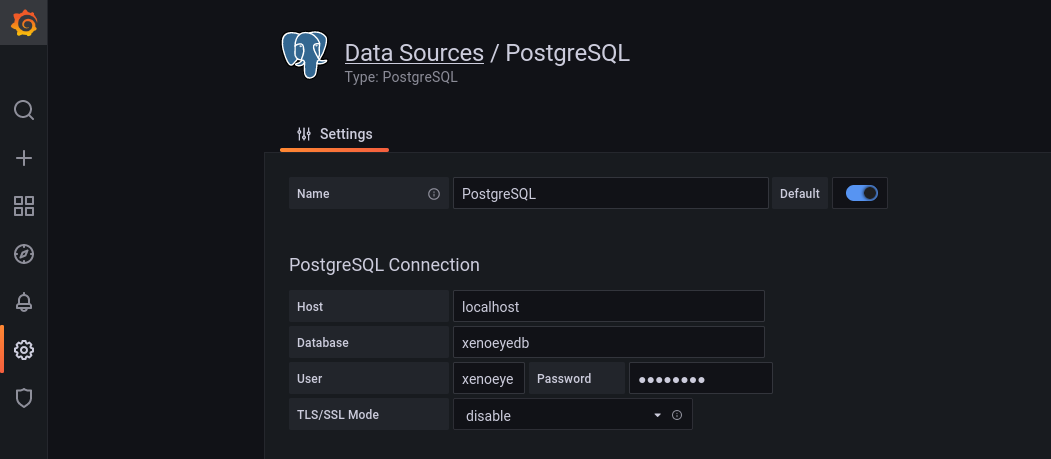 Data Sources / PostgreSQL
Type: PostgreSQL
Settings
Name PostgreSQL Default
PostgreSQL Connection
Host localhost
Database xenoeyedb
User xenoeye Password ●●●●●●●●
TLS/SSL Mode disable